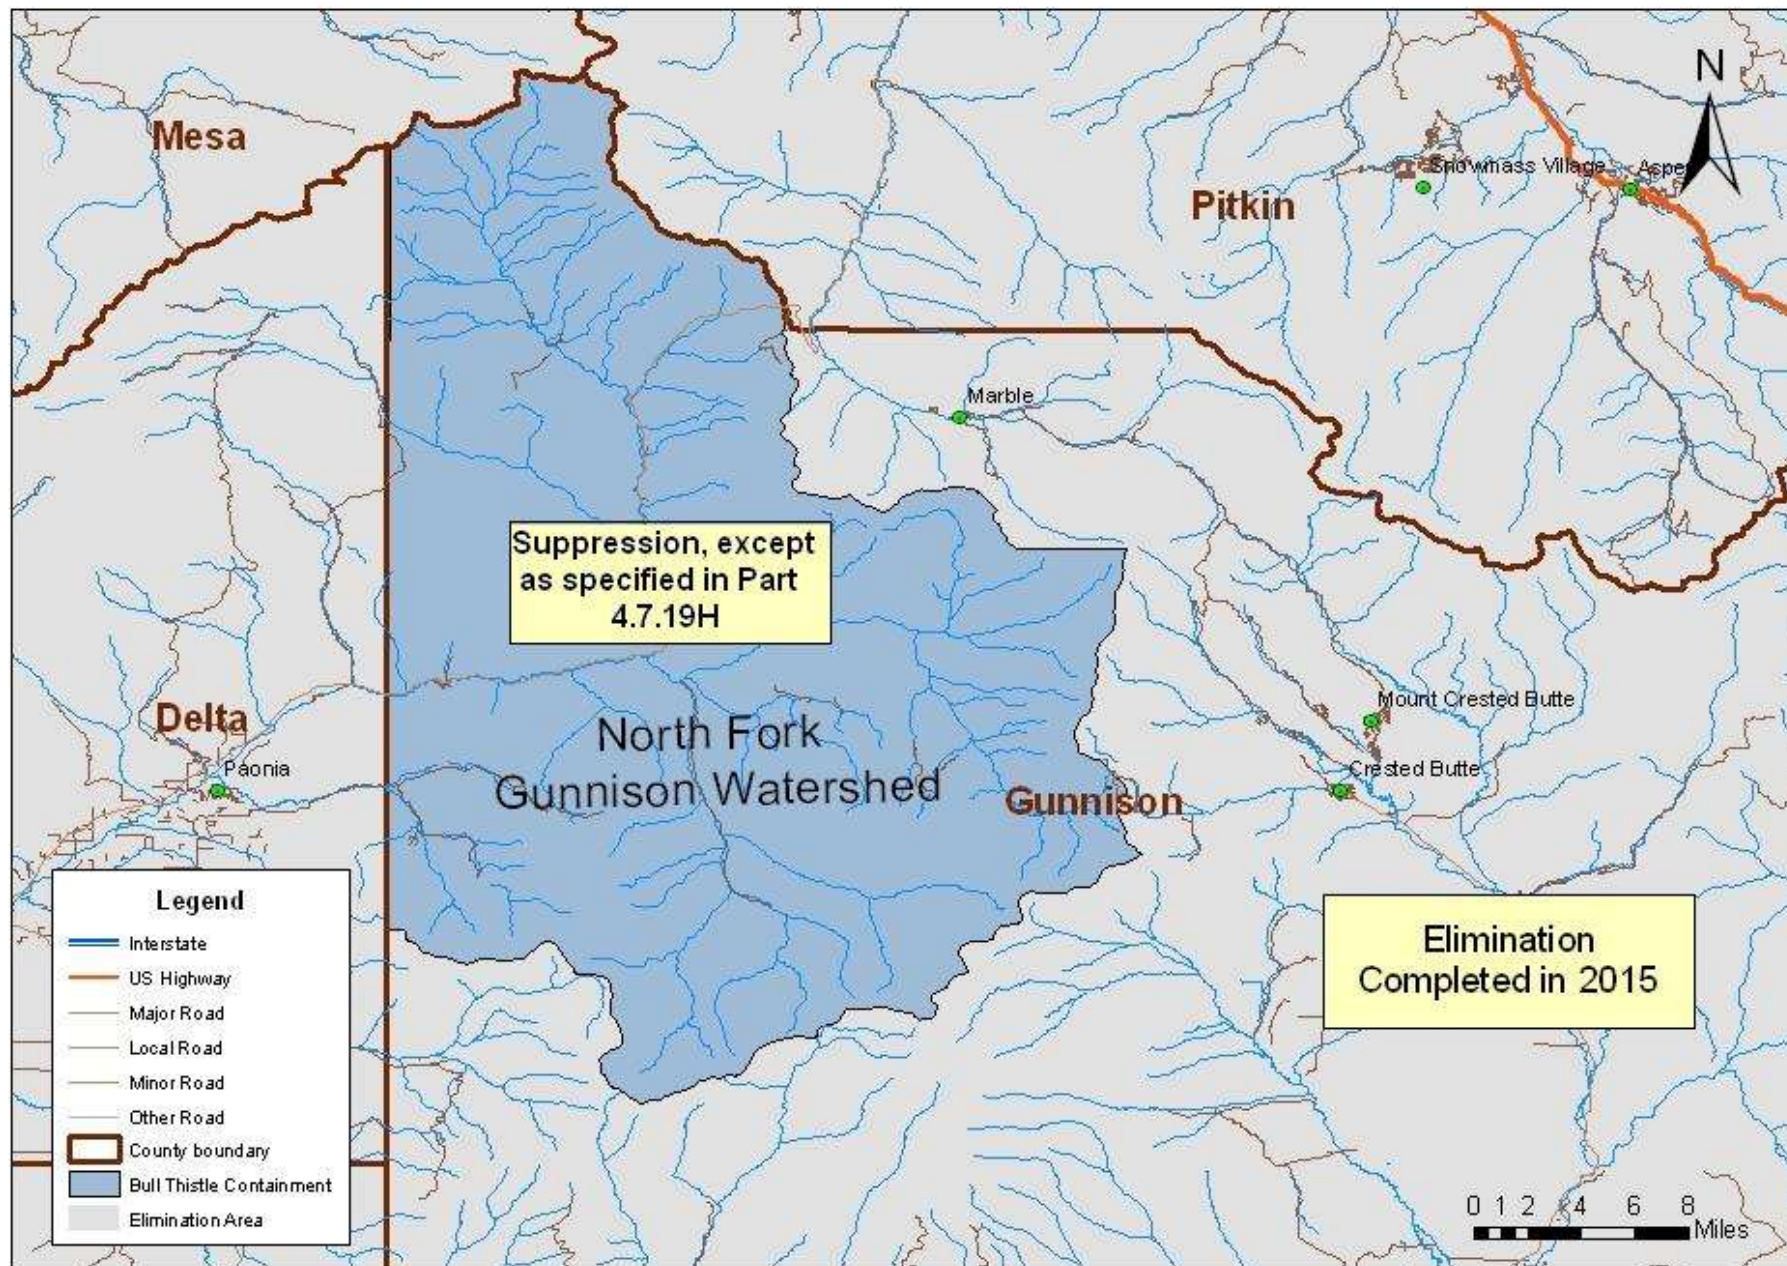 N
Mesa
Snowmass Village
Aspen
Pitkin
Marble
Suppression, except
as specified in Part
4.7.19H
Mount Crested Butte
Delta
North Fork
Gunnison Watershed
Paonia
Crested Butte
Gunnison
Legend
Interstate
US Highway
Major Road
Local Road
Minor Road
Other Road
County boundary
Bull Thistle Containment
Elimination Area
Elimination
Completed in 2015
0 1 2 4 6 8
Miles